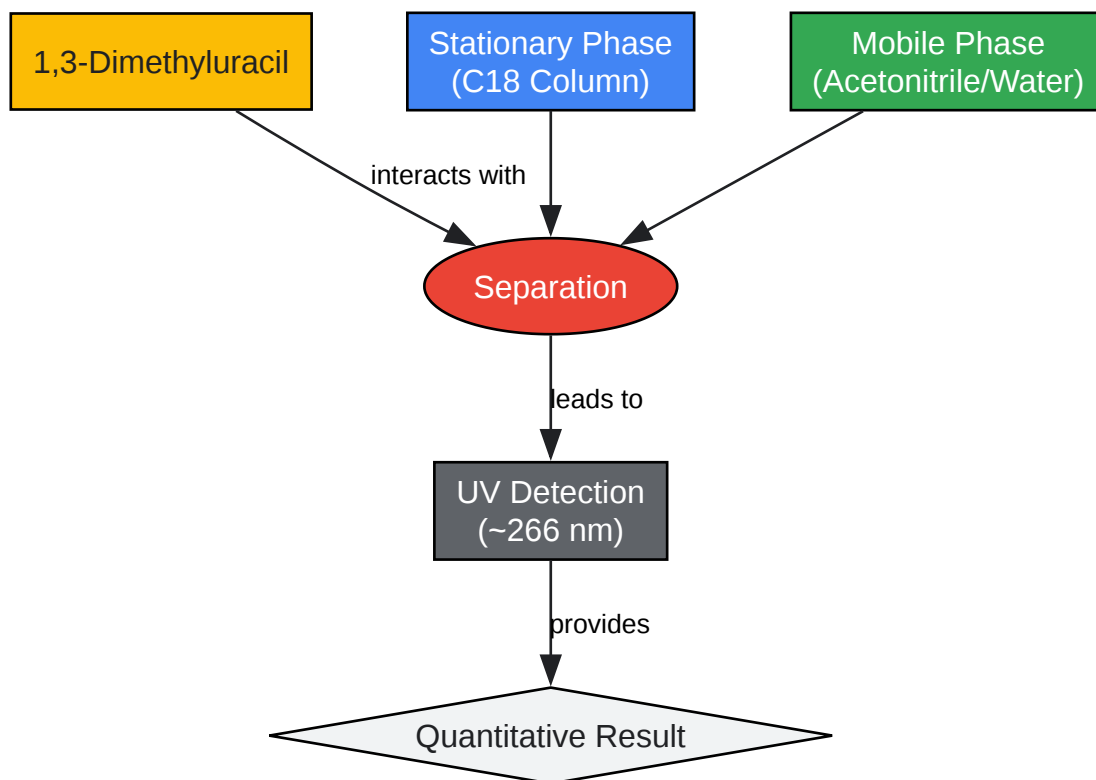 1,3-Dimethyluracil
Stationary Phase
(C18 Column)
Mobile Phase
(Acetonitrile/Water)
interacts with
Separation
leads to
UV Detection
(~266 nm)
provides
Quantitative Result